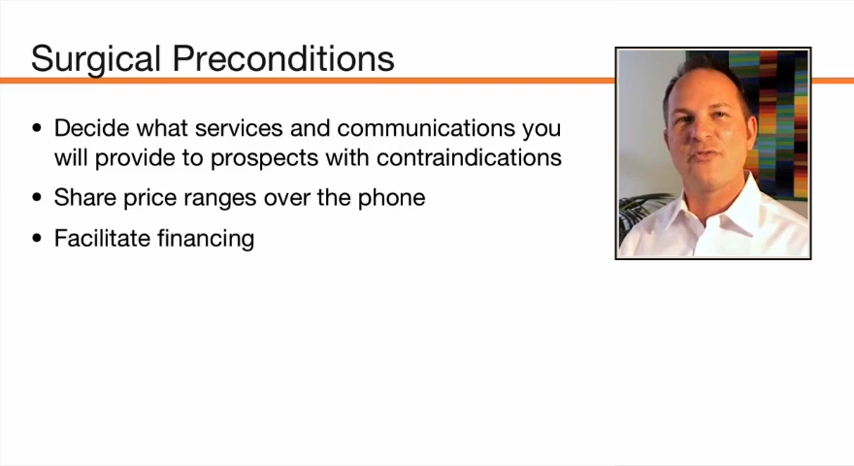 Surgical Preconditions
• Decide what services and communications you
will provide to prospects with contraindications
• Share price ranges over the phone
• Facilitate financing